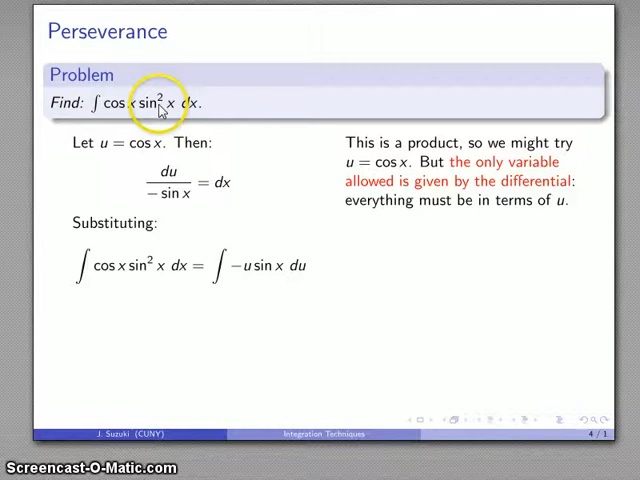 Perseverance
Problem
Find: ∫ cos x sin² x dx.
Let u = cos x. Then:
du / − sin x = dx
Substituting:
∫ cos x sin² x dx = ∫ −u sin x du
This is a product, so we might try
u = cos x. But the only variable
allowed is given by the differential:
everything must be in terms of u.
J. Suzuki (CUNY)
Integration Techniques
4 / 1
Screencast-O-Matic.com